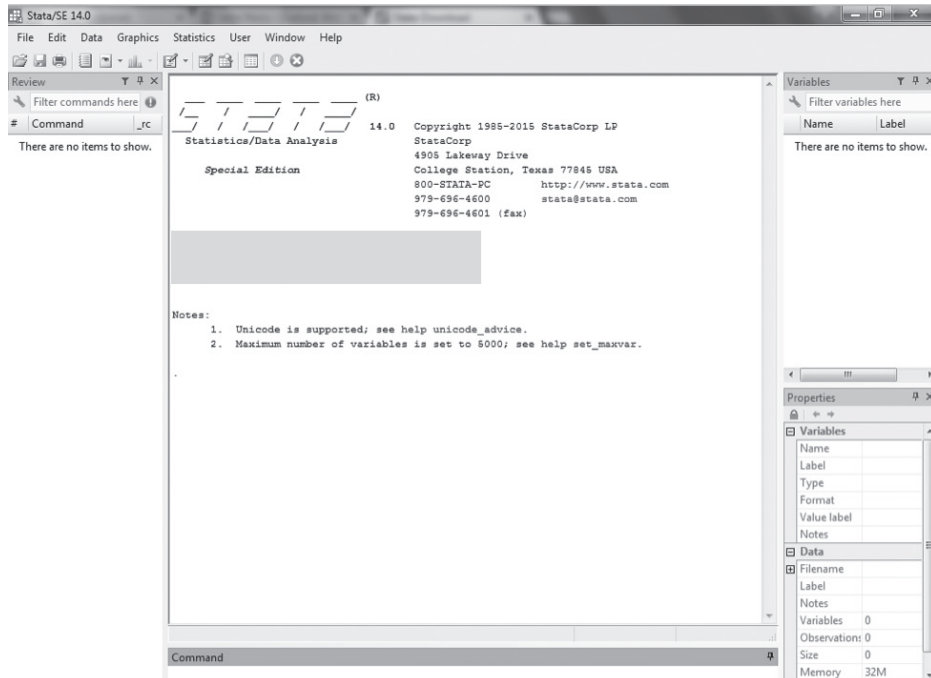 Stata/SE 14.0
File Edit Data Graphics Statistics User Window Help
Review
Filter commands here
# Command _rc
There are no items to show.
(R)
STATA 14.0 Copyright 1985-2015 StataCorp LP
Statistics/Data Analysis StataCorp
4905 Lakeway Drive
Special Edition College Station, Texas 77845 USA
800-STATA-PC http://www.stata.com
979-696-4600 stata@stata.com
979-696-4601 (fax)
Notes:
1. Unicode is supported; see help unicode_advice.
2. Maximum number of variables is set to 5000; see help set_maxvar.
.
Command
Variables
Filter variables here
Name Label
There are no items to show.
Properties
Variables
Name
Label
Type
Format
Value label
Notes
Data
Filename
Label
Notes
Variables 0
Observations 0
Size 0
Memory 32M